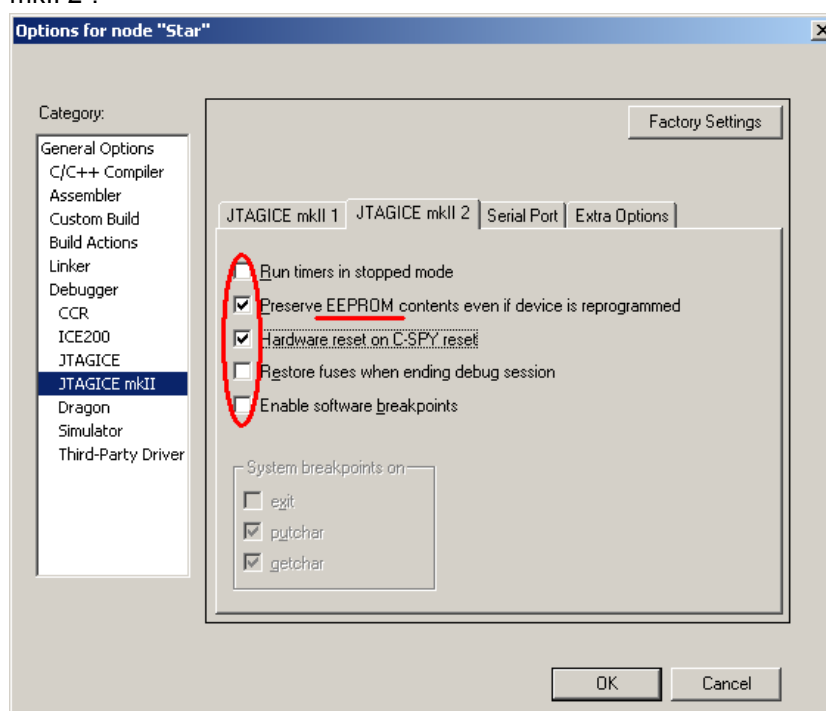 mkII 2 .
Options for node "Star"
Category:
Factory Settings
General Options
C/C++ Compiler
Assembler
Custom Build
Build Actions
Linker
Debugger
CCR
ICE200
JTAGICE
JTAGICE mkII
Dragon
Simulator
Third-Party Driver
JTAGICE mkII 1 JTAGICE mkII 2 Serial Port Extra Options
Run timers in stopped mode
Preserve EEPROM contents even if device is reprogrammed
Hardware reset on C-SPY reset
Restore fuses when ending debug session
Enable software breakpoints
System breakpoints on
exit
putchar
getchar
OK Cancel